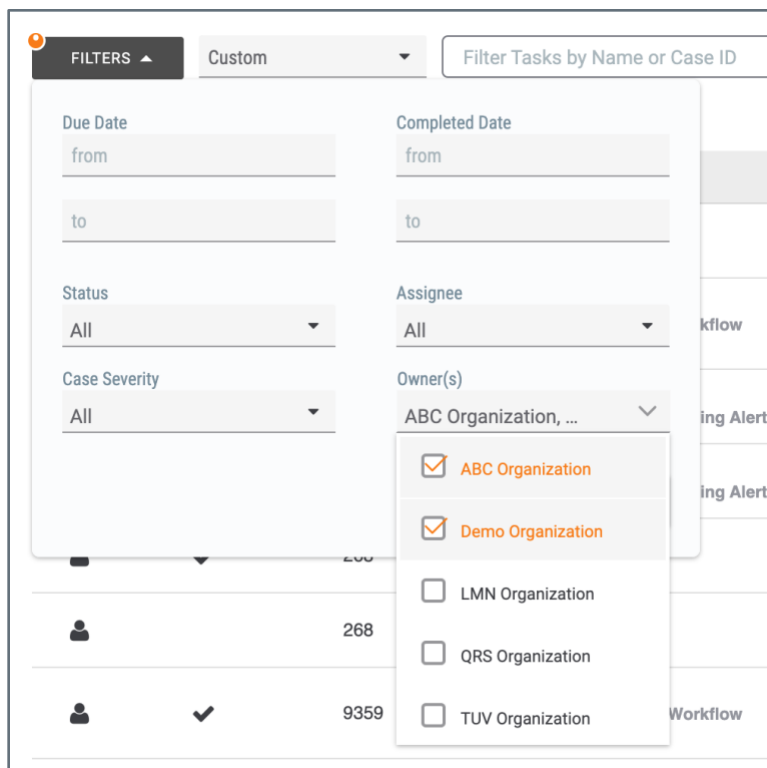 FILTERS
Custom
Filter Tasks by Name or Case ID
Due Date
Completed Date
from
from
to
to
Status
Assignee
All
All
kflow
Case Severity
Owner(s)
All
ABC Organization, ...
ing Alert
ABC Organization
ing Alert
Demo Organization
LMN Organization
268
QRS Organization
9359
Workflow
TUV Organization